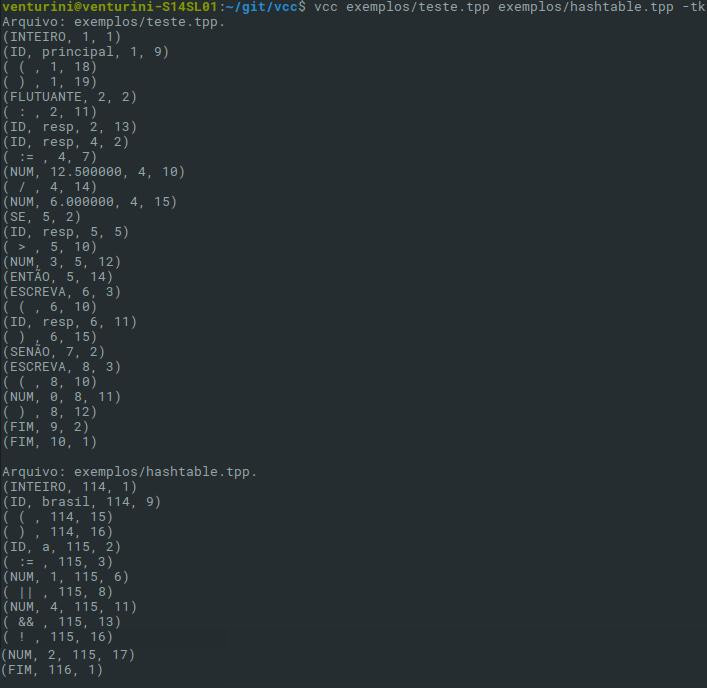 venturini@venturini-S14SL01:~/git/vcc$ vcc exemplos/teste.tpp exemplos/hashtable.tpp -tk
Arquivo: exemplos/teste.tpp.
(INTEIRO, 1, 1)
(ID, principal, 1, 9)
( ( , 1, 18)
( ) , 1, 19)
(FLUTUANTE, 2, 2)
( : , 2, 11)
(ID, resp, 2, 13)
(ID, resp, 4, 2)
( := , 4, 7)
(NUM, 12.500000, 4, 10)
( / , 4, 14)
(NUM, 6.000000, 4, 15)
(SE, 5, 2)
(ID, resp, 5, 5)
( > , 5, 10)
(NUM, 3, 5, 12)
(ENTÃO, 5, 14)
(ESCREVA, 6, 3)
( ( , 6, 10)
(ID, resp, 6, 11)
( ) , 6, 15)
(SENÃO, 7, 2)
(ESCREVA, 8, 3)
( ( , 8, 10)
(NUM, 0, 8, 11)
( ) , 8, 12)
(FIM, 9, 2)
(FIM, 10, 1)
Arquivo: exemplos/hashtable.tpp.
(INTEIRO, 114, 1)
(ID, brasil, 114, 9)
( ( , 114, 15)
( ) , 114, 16)
(ID, a, 115, 2)
( := , 115, 3)
(NUM, 1, 115, 6)
( || , 115, 8)
(NUM, 4, 115, 11)
( && , 115, 13)
( ! , 115, 16)
(NUM, 2, 115, 17)
(FIM, 116, 1)